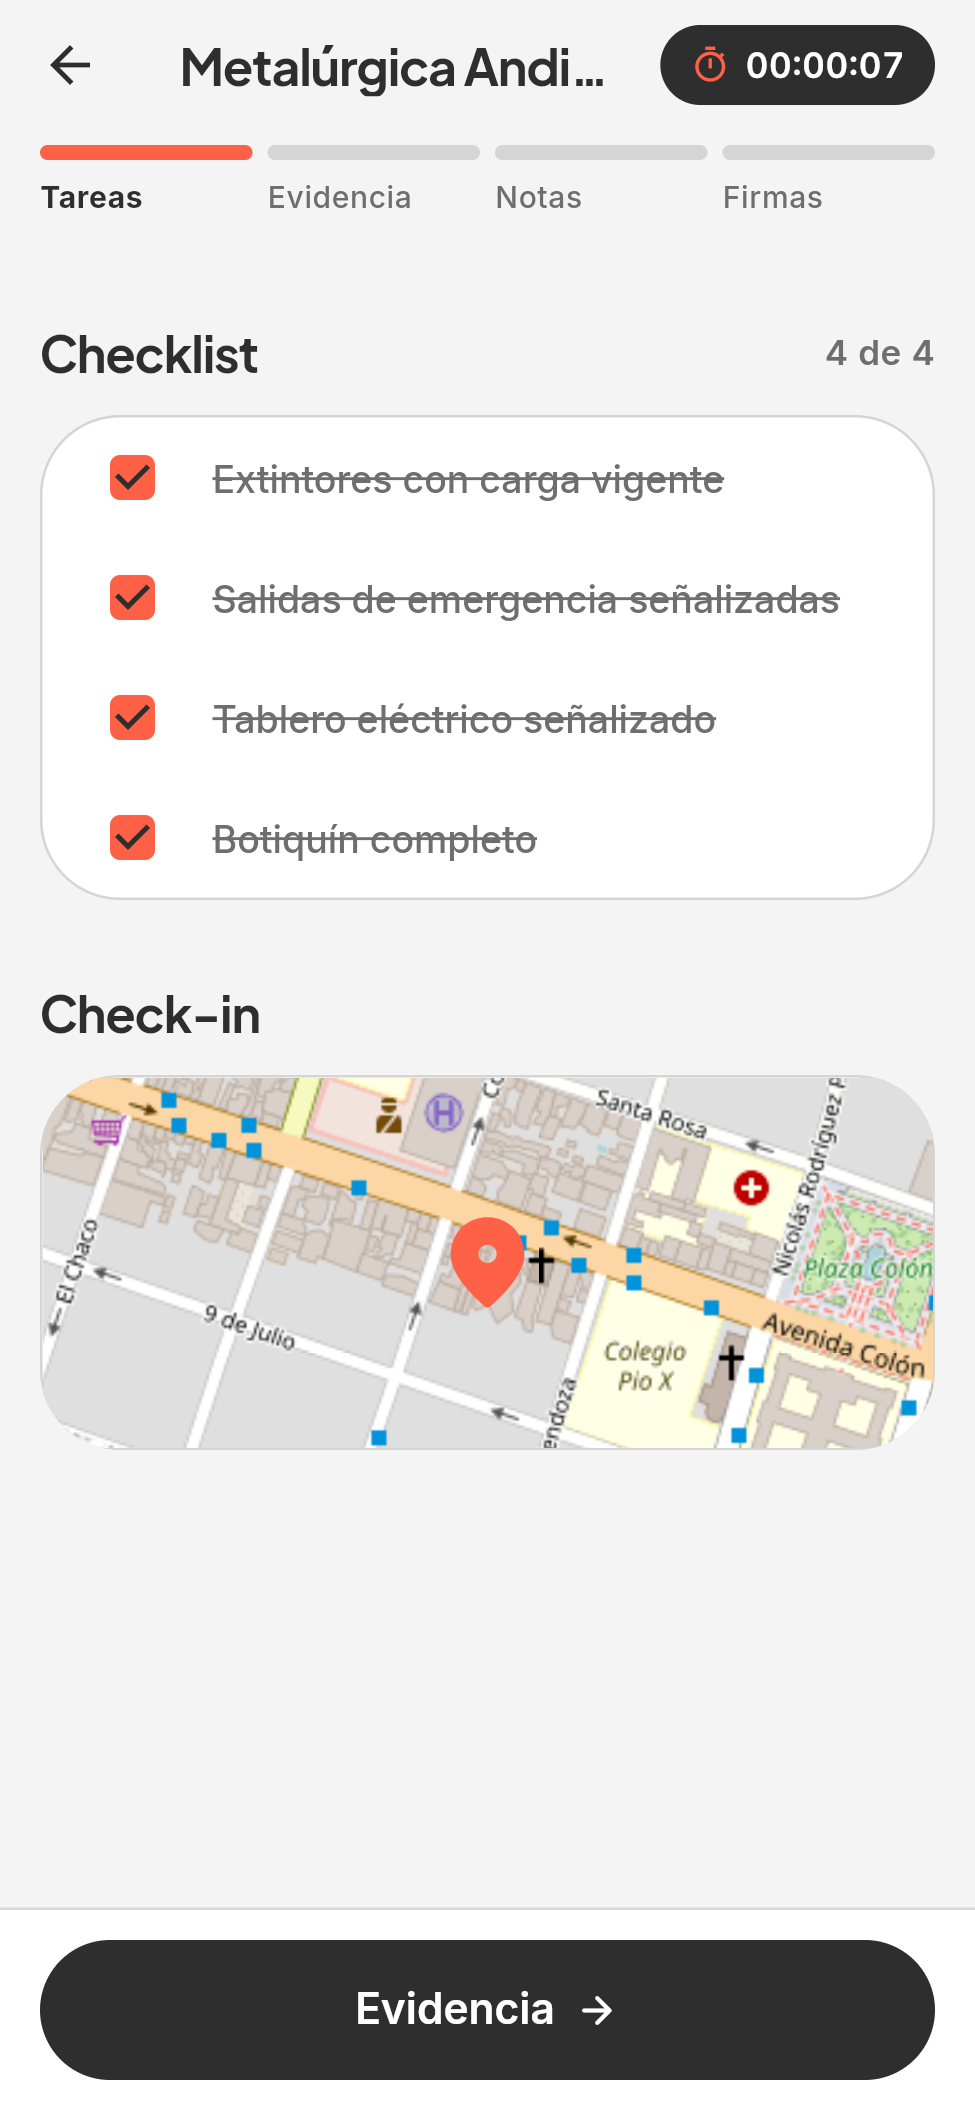 Metalúrgica Andi...
00:00:07
Tareas
Evidencia
Notas
Firmas
Checklist
4 de 4
Extintores con carga vigente
Salidas de emergencia señalizadas
Tablero eléctrico señalizado
Botiquín completo
Check-in
Co
Santa Rosa
Nicolás Rodríguez P
H
El Chaco
Plaza Colón
9 de Julio
Avenida Colón
Colegio
Pio X
endoza
Evidencia